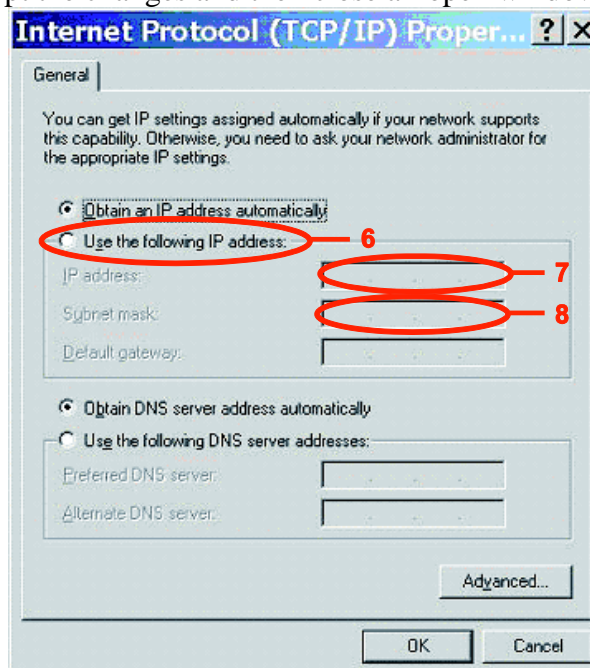 Internet Protocol (TCP/IP) Proper... ? X
General
You can get IP settings assigned automatically if your network supports
this capability. Otherwise, you need to ask your network administrator for
the appropriate IP settings.
Obtain an IP address automatically
Use the following IP address: 6
IP address: 7
Subnet mask: 8
Default gateway:
Obtain DNS server address automatically
Use the following DNS server addresses:
Preferred DNS server:
Alternate DNS server:
Advanced...
OK Cancel